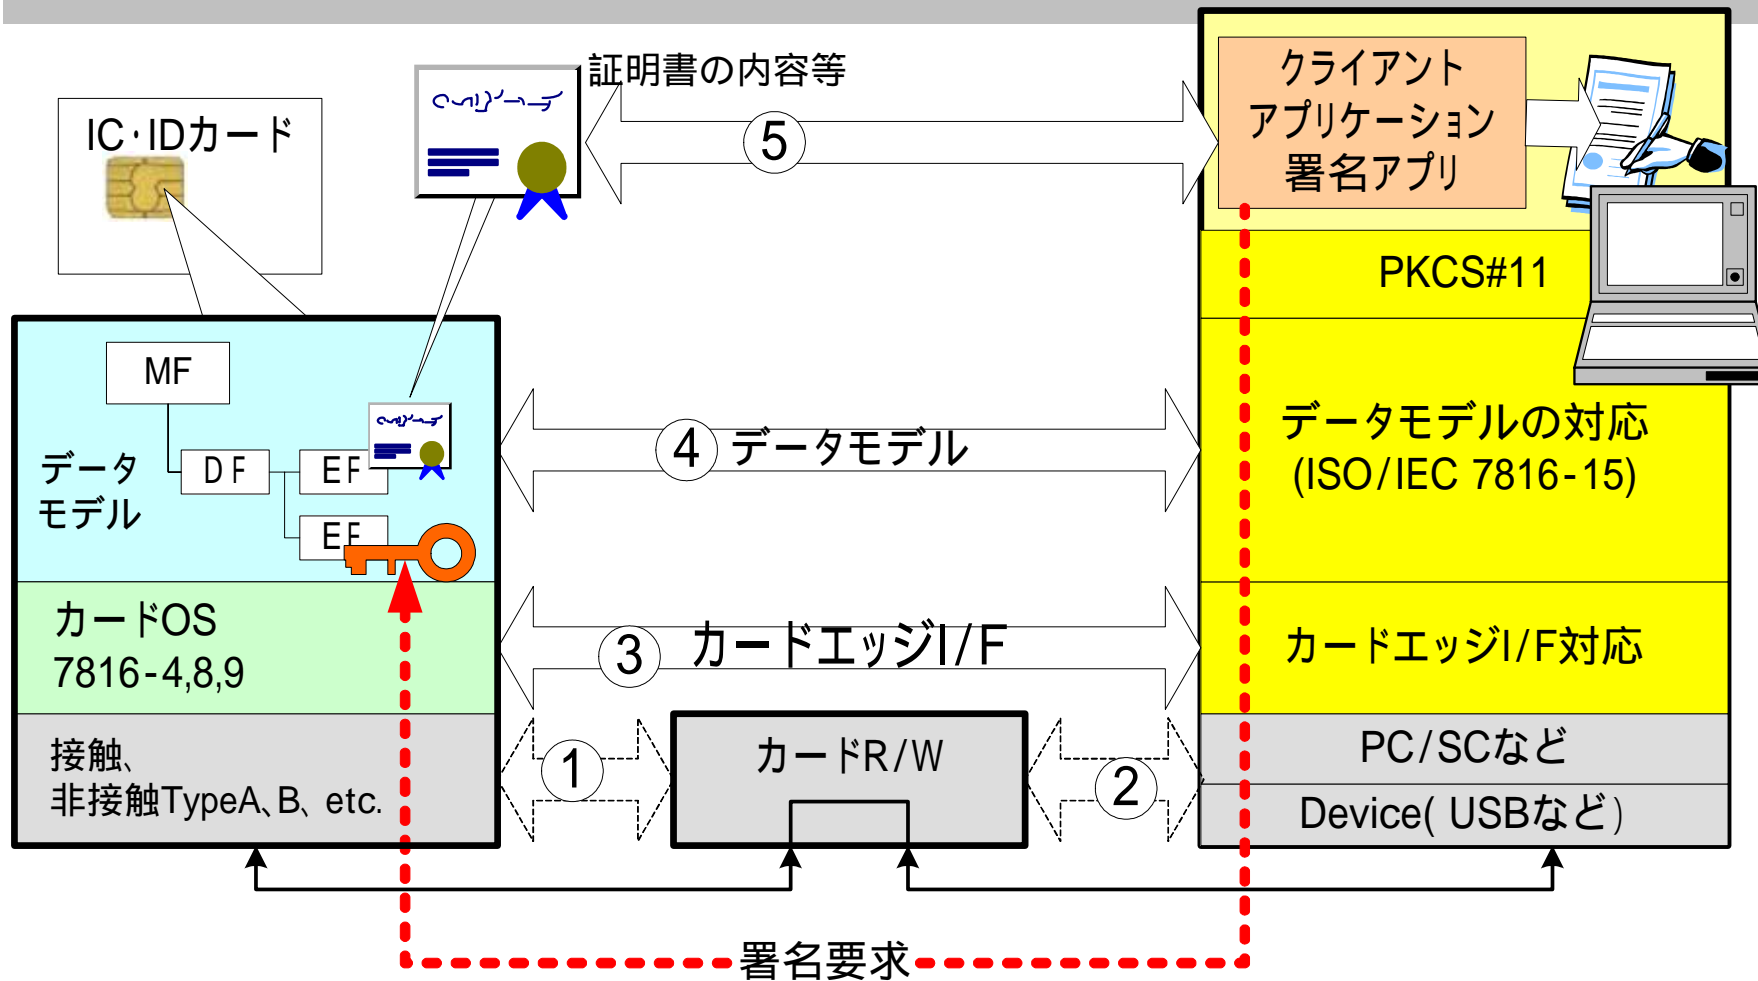 証明書の内容等
⑤
クライアント
アプリケーション
署名アプリ
IC・IDカード
PKCS#11
MF
DF
EF
EF
データ
モデル
④ データモデル
データモデルの対応
(ISO/IEC 7816-15)
カードOS
7816-4,8,9
③ カードエッジI/F
カードエッジI/F対応
接触、
非接触TypeA、B、etc.
①
カードR/W
②
PC/SCなど
Device( USBなど)
署名要求